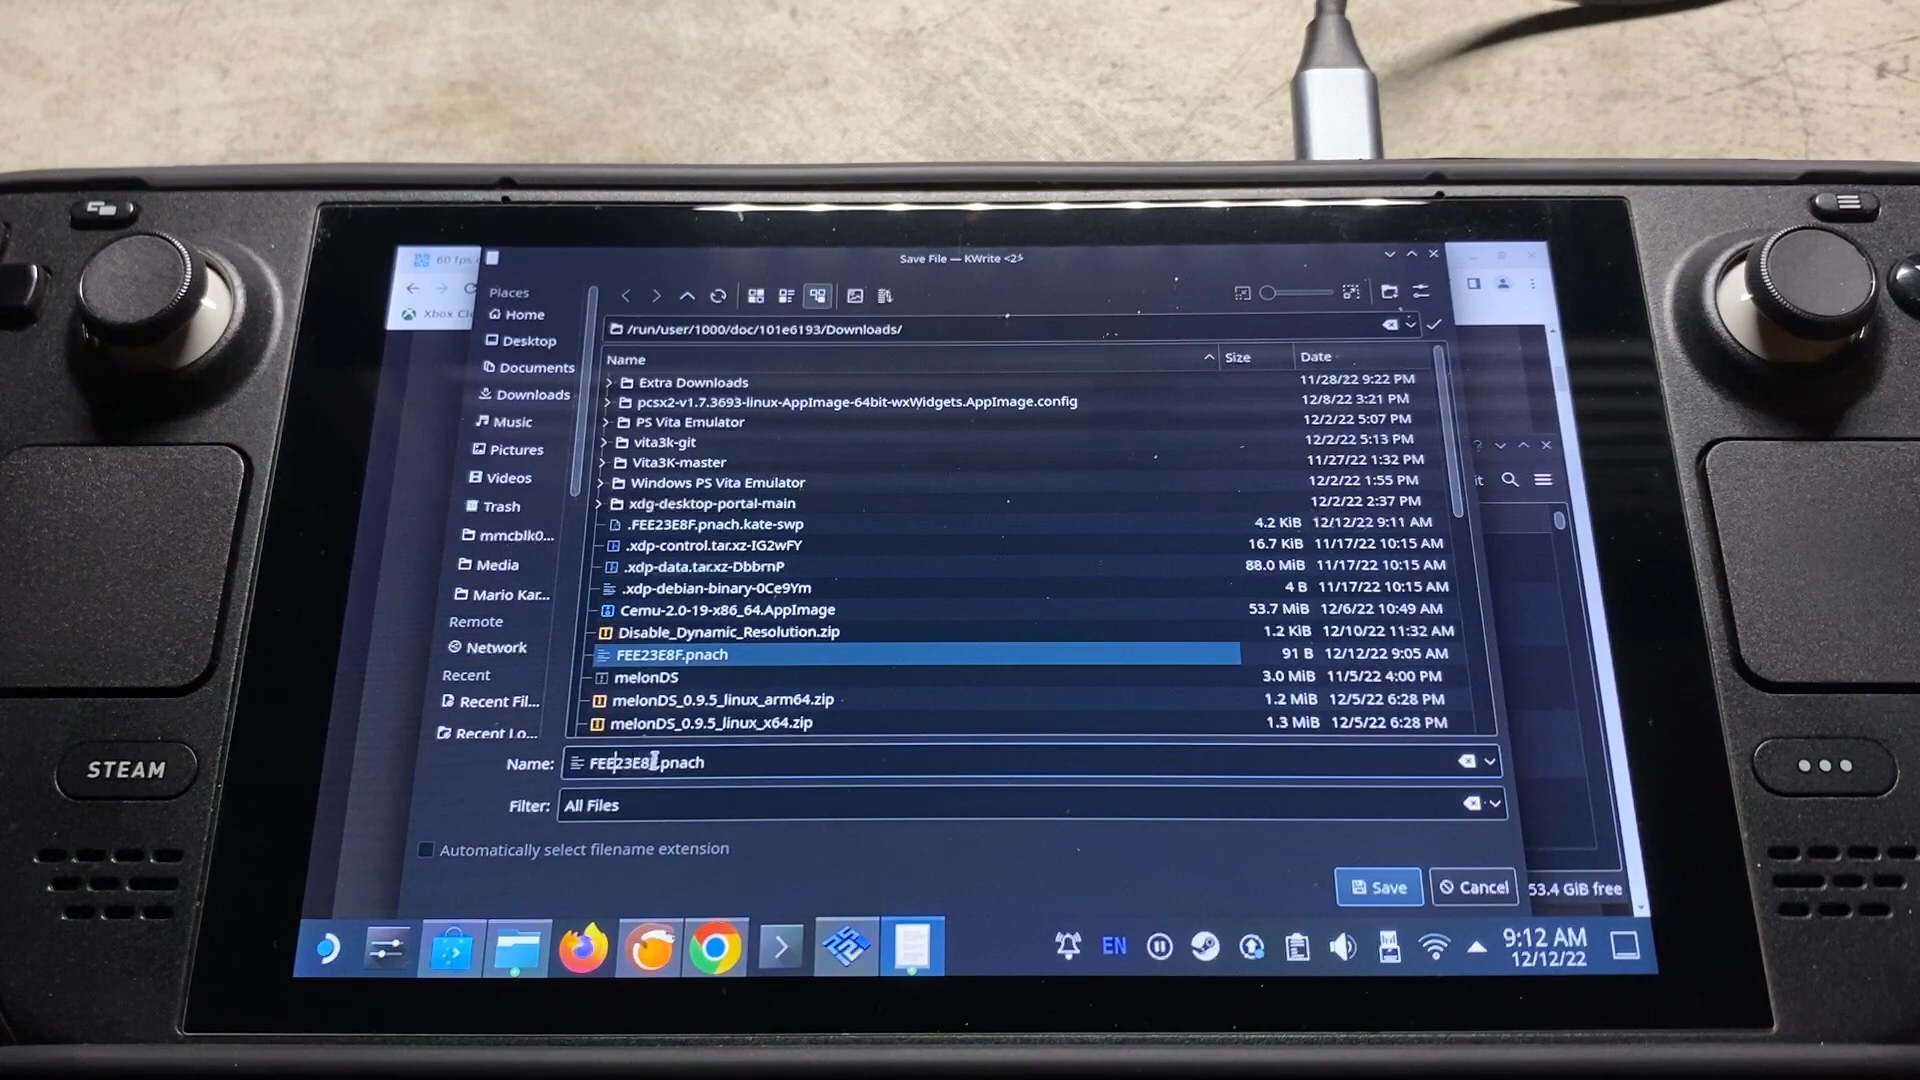 60 fps
Save File — KWrite <2>
Xbox Clo
Places
Home
Desktop
Documents
Downloads
Music
Pictures
Videos
Trash
mmcblk0...
Media
Mario Kar...
Remote
Network
Recent
Recent Fil...
Recent Lo...
/run/user/1000/doc/101e6193/Downloads/
Name Size Date
Extra Downloads 11/28/22 9:22 PM
pcsx2-v1.7.3693-linux-AppImage-64bit-wxWidgets.AppImage.config 12/8/22 3:21 PM
PS Vita Emulator 12/2/22 5:07 PM
vita3k-git 12/2/22 5:13 PM
Vita3K-master 11/27/22 1:32 PM
Windows PS Vita Emulator 12/2/22 1:55 PM
xdg-desktop-portal-main 12/2/22 2:37 PM
.FEE23E8F.pnach.kate-swp 4.2 KiB 12/12/22 9:11 AM
.xdp-control.tar.xz-IG2wFY 16.7 KiB 11/17/22 10:15 AM
.xdp-data.tar.xz-DbbrnP 88.0 MiB 11/17/22 10:15 AM
.xdp-debian-binary-0Ce9Ym 4 B 11/17/22 10:15 AM
Cemu-2.0-19-x86_64.AppImage 53.7 MiB 12/6/22 10:49 AM
Disable_Dynamic_Resolution.zip 1.2 KiB 12/10/22 11:32 AM
FEE23E8F.pnach 91 B 12/12/22 9:05 AM
melonDS 3.0 MiB 11/5/22 4:00 PM
melonDS_0.9.5_linux_arm64.zip 1.2 MiB 12/5/22 6:28 PM
melonDS_0.9.5_linux_x64.zip 1.3 MiB 12/5/22 6:28 PM
Name: FEE23E8F.pnach
Filter: All Files
Automatically select filename extension
Save Cancel
53.4 GiB free
STEAM
EN
9:12 AM
12/12/22